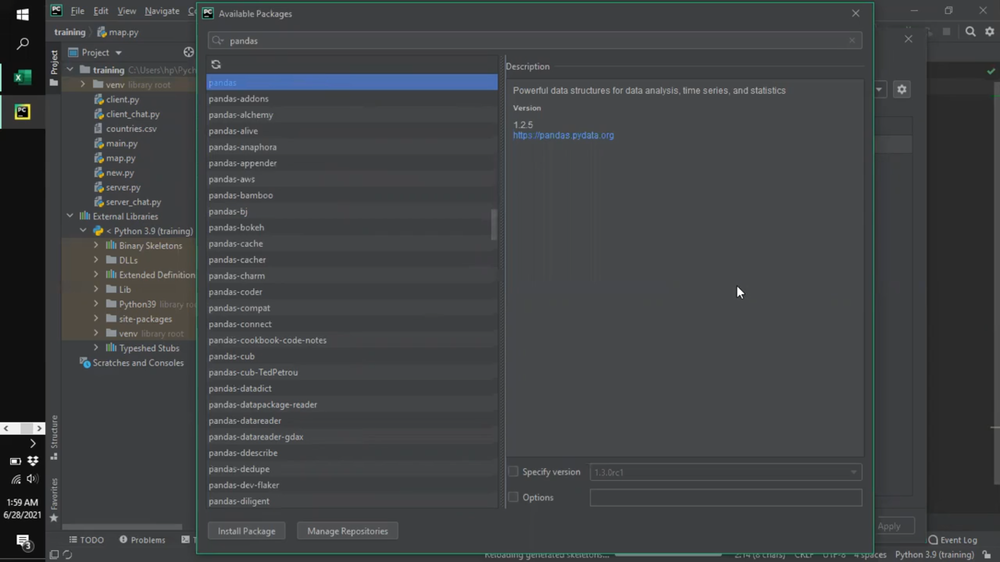 File Edit View Navigate
training map.py
Project
training C:\Users\hp\Pych
venv library root
client.py
client_chat.py
countries.csv
main.py
map.py
new.py
server.py
server_chat.py
External Libraries
< Python 3.9 (training)
Binary Skeletons
DLLs
Extended Definition
Lib
Python39 library roo
site-packages
venv library root
Typeshed Stubs
Scratches and Consoles
Project
Structure
Favorites
Available Packages
pandas
pandas
pandas-addons
pandas-alchemy
pandas-alive
pandas-anaphora
pandas-appender
pandas-aws
pandas-bamboo
pandas-bj
pandas-bokeh
pandas-cache
pandas-cacher
pandas-charm
pandas-coder
pandas-compat
pandas-connect
pandas-cookbook-code-notes
pandas-cub
pandas-cub-TedPetrou
pandas-datadict
pandas-datapackage-reader
pandas-datareader
pandas-datareader-gdax
pandas-ddescribe
pandas-dedupe
pandas-dev-flaker
pandas-diligent
Description
Powerful data structures for data analysis, time series, and statistics
Version
1.2.5
https://pandas.pydata.org
Specify version 1.3.0rc1
Options
Install Package Manage Repositories
Apply
TODO Problems
Event Log
Reloading generated skeletons... 2:14 (8 chars) CRLF UTF-8 4 spaces Python 3.9 (training)
1:59 AM
6/28/2021
3